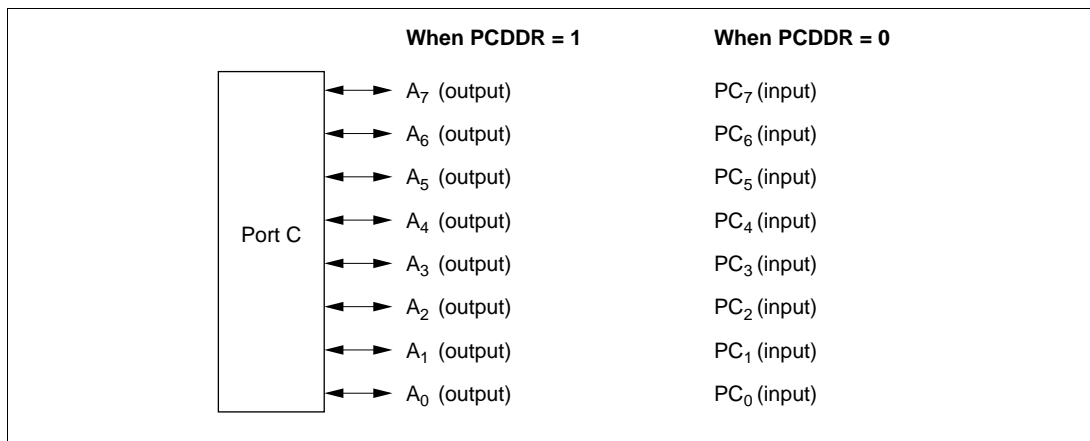 When PCDDR = 1 When PCDDR = 0
A7 (output) PC7 (input)
A6 (output) PC6 (input)
A5 (output) PC5 (input)
A4 (output) PC4 (input)
Port C
A3 (output) PC3 (input)
A2 (output) PC2 (input)
A1 (output) PC1 (input)
A0 (output) PC0 (input)